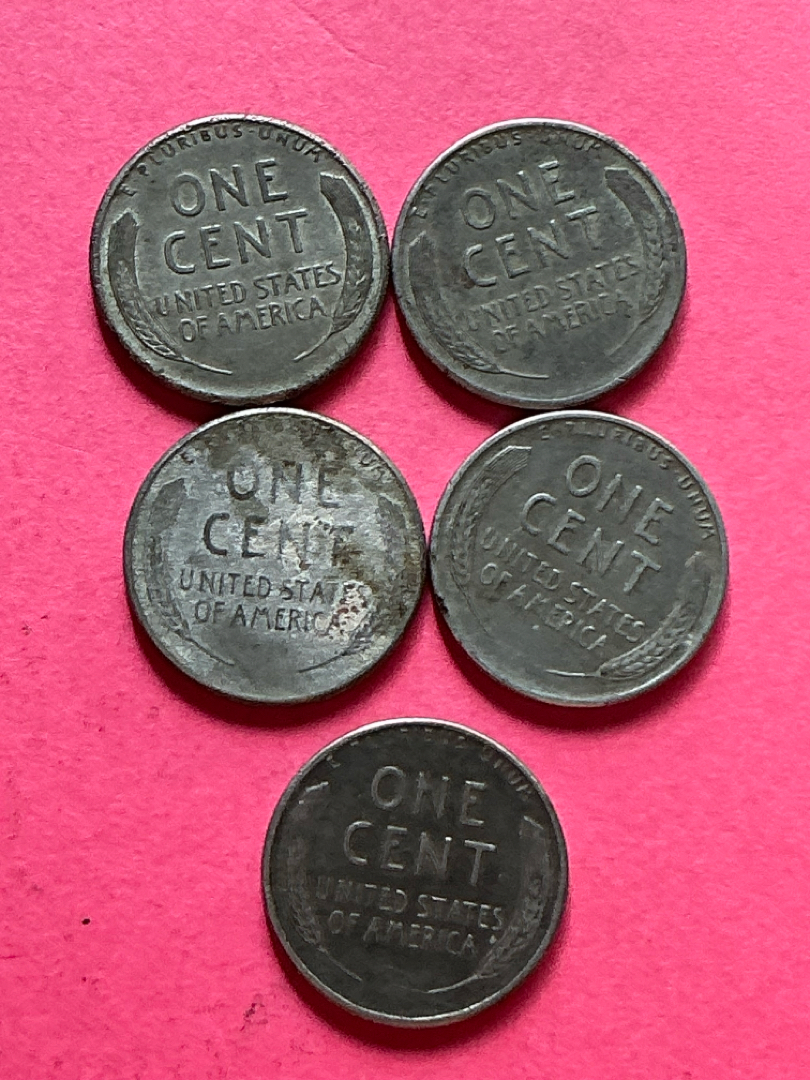 E·PLURIBUS·UNUM
ONE
CENT
UNITED STATES
OF AMERICA
E·PLURIBUS·UNUM
ONE
CENT
UNITED STATES
OF AMERICA
ONE
CENT
UNITED STATES
OF AMERICA
E·PLURIBUS·UNUM
ONE
CENT
UNITED STATES
OF AMERICA
ONE
CENT
UNITED STATES
OF AMERICA